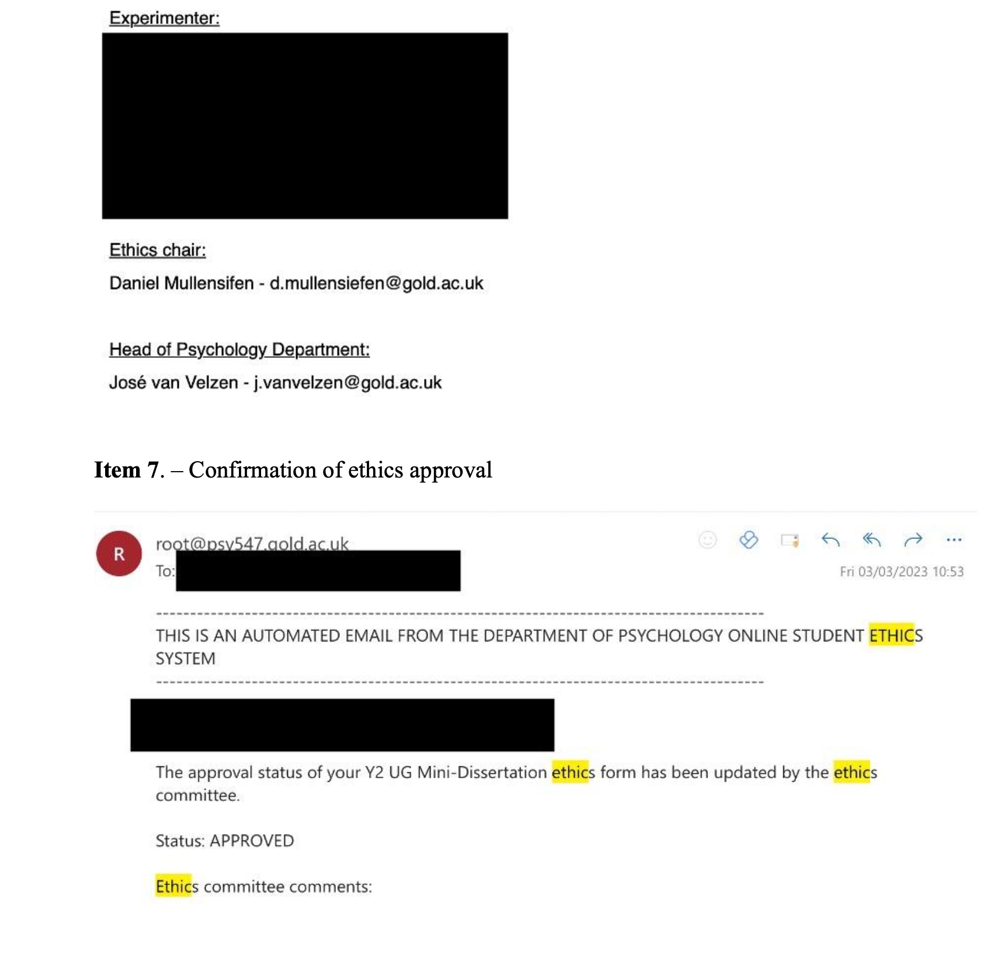 Experimenter:
Ethics chair:
Daniel Mullensifen - d.mullensiefen@gold.ac.uk
Head of Psychology Department:
José van Velzen - j.vanvelzen@gold.ac.uk
Item 7. – Confirmation of ethics approval
R
root@psy547.gold.ac.uk
To:
Fri 03/03/2023 10:53
--------------------------------------------------------------------------------
THIS IS AN AUTOMATED EMAIL FROM THE DEPARTMENT OF PSYCHOLOGY ONLINE STUDENT ETHICS
SYSTEM
--------------------------------------------------------------------------------
The approval status of your Y2 UG Mini-Dissertation ethics form has been updated by the ethics
committee.
Status: APPROVED
Ethics committee comments: